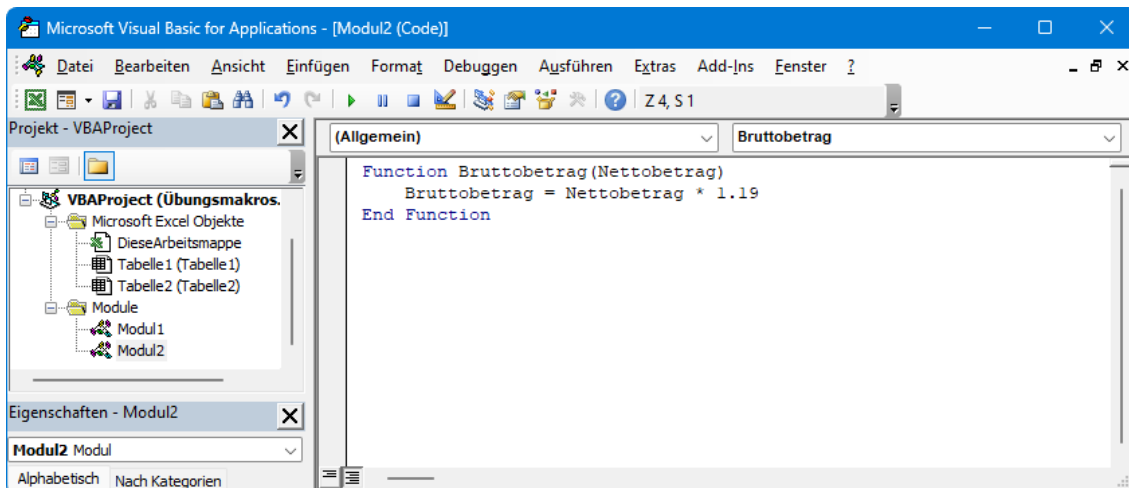 Microsoft Visual Basic for Applications - [Modul2 (Code)]
Datei Bearbeiten Ansicht Einfügen Format Debuggen Ausführen Extras Add-Ins Fenster ?
Z 4, S 1
Projekt - VBAProject
(Allgemein) Bruttobetrag
VBAProject (Übungsmakros.
Microsoft Excel Objekte
DieseArbeitsmappe
Tabelle1 (Tabelle1)
Tabelle2 (Tabelle2)
Module
Modul1
Modul2
Eigenschaften - Modul2
Modul2 Modul
Alphabetisch Nach Kategorien
Function Bruttobetrag(Nettobetrag)
Bruttobetrag = Nettobetrag * 1.19
End Function